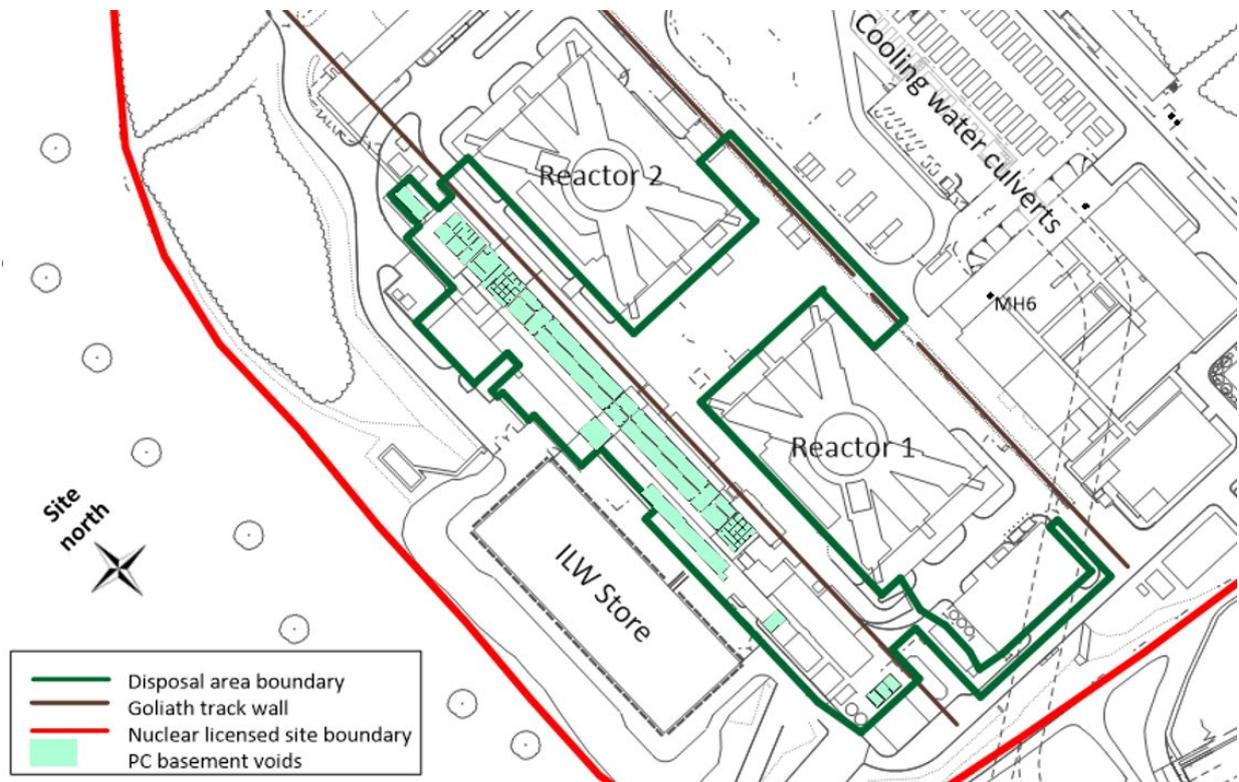 Cooling water culverts
Reactor 2
MH6
Reactor 1
Site
north
ILW Store
Disposal area boundary
Goliath track wall
Nuclear licensed site boundary
PC basement voids